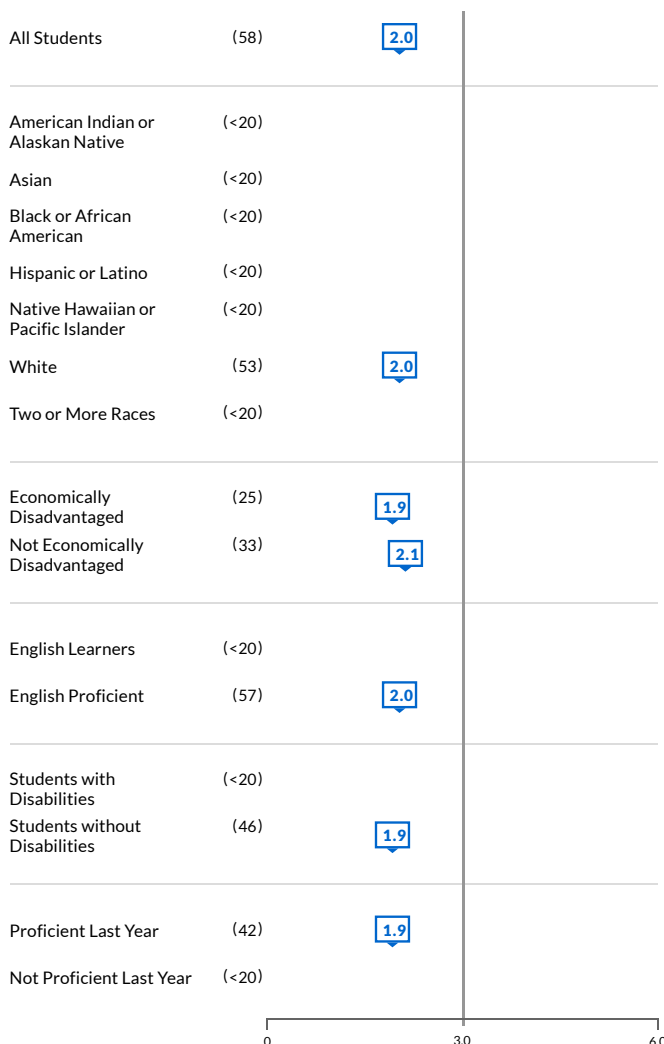 All Students (58) 2.0
American Indian or (<20)
Alaskan Native
Asian (<20)
Black or African (<20)
American
Hispanic or Latino (<20)
Native Hawaiian or (<20)
Pacific Islander
White (53) 2.0
Two or More Races (<20)
Economically (25) 1.9
Disadvantaged
Not Economically (33) 2.1
Disadvantaged
English Learners (<20)
English Proficient (57) 2.0
Students with (<20)
Disabilities
Students without (46) 1.9
Disabilities
Proficient Last Year (42) 1.9
Not Proficient Last Year (<20)
0 3.0 6.0